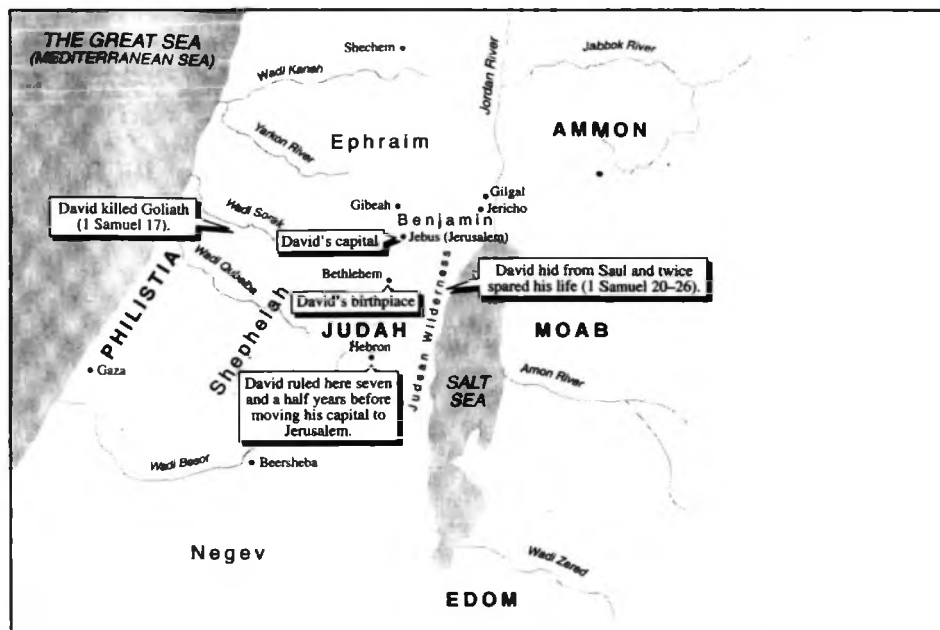 THE GREAT SEA
(MEDITERRANEAN SEA)
Shechem
Jabbok River
Wadi Kanah
Jordan River
Yarkon River
Ephraim
AMMON
Gilgal
Jericho
Gibeah
Benjamin
David killed Goliath
(1 Samuel 17).
Wadi Sorek
David's capital
Jebus (Jerusalem)
Wadi Qubeiba
Bethlehem
David's birthplace
David hid from Saul and twice
spared his life (1 Samuel 20–26).
PHILISTIA
Shephelah
JUDAH
Judean Wilderness
MOAB
Hebron
Gaza
David ruled here seven
and a half years before
moving his capital to
Jerusalem.
SALT
SEA
Arnon River
Wadi Besor
Beersheba
Negev
Wadi Zered
EDOM